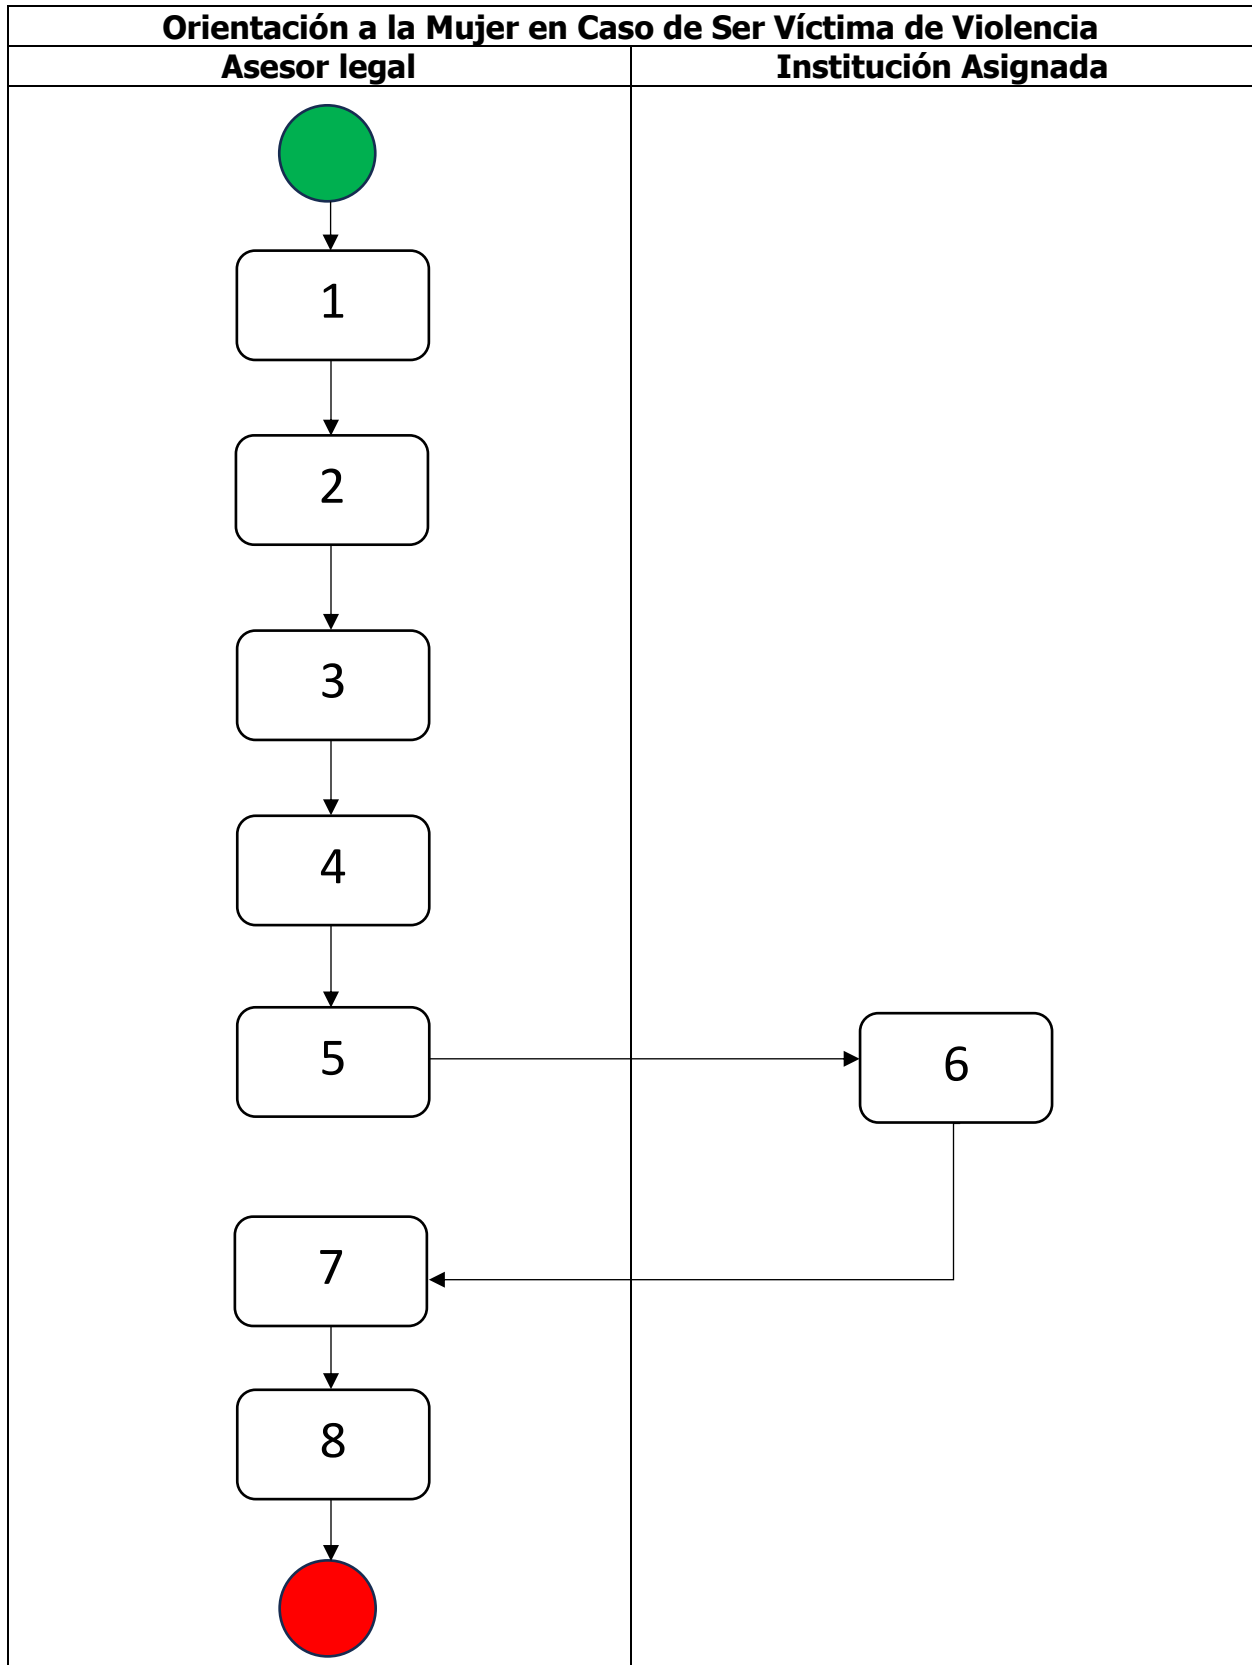 Orientación a la Mujer en Caso de Ser Víctima de Violencia
Asesor legal
Institución Asignada
1
2
3
4
5
6
7
8